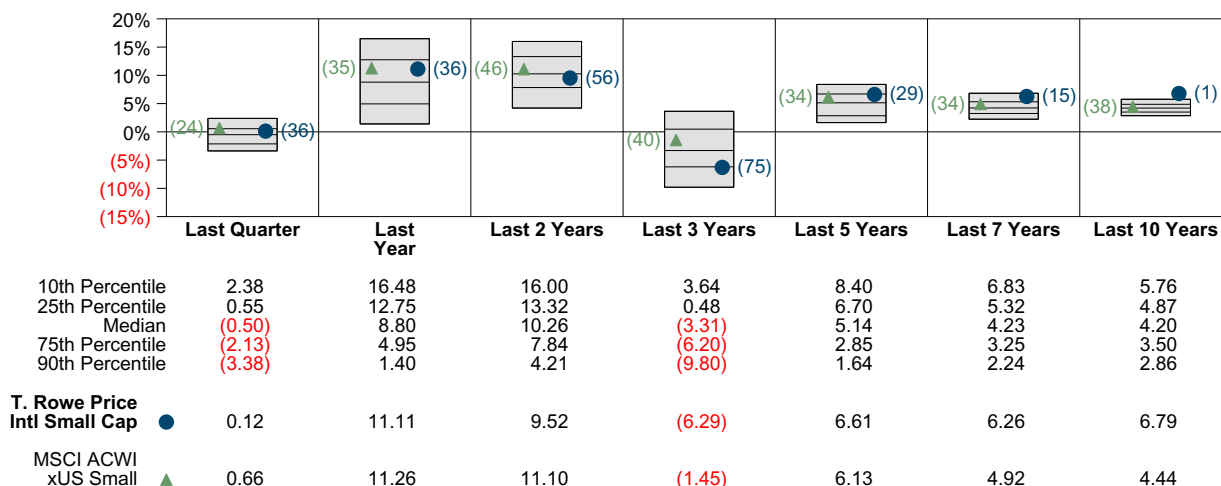 20%
15%
10%
5%
0%
(5%)
(10%)
(15%)
(24) (36)
(35) (36)
(46) (56)
(40) (75)
(34) (29)
(34) (15)
(38) (1)
Last Quarter Last Year Last 2 Years Last 3 Years Last 5 Years Last 7 Years Last 10 Years
10th Percentile 2.38 16.48 16.00 3.64 8.40 6.83 5.76
25th Percentile 0.55 12.75 13.32 0.48 6.70 5.32 4.87
Median (0.50) 8.80 10.26 (3.31) 5.14 4.23 4.20
75th Percentile (2.13) 4.95 7.84 (6.20) 2.85 3.25 3.50
90th Percentile (3.38) 1.40 4.21 (9.80) 1.64 2.24 2.86
T. Rowe Price
Intl Small Cap 0.12 11.11 9.52 (6.29) 6.61 6.26 6.79
MSCI ACWI
xUS Small 0.66 11.26 11.10 (1.45) 6.13 4.92 4.44